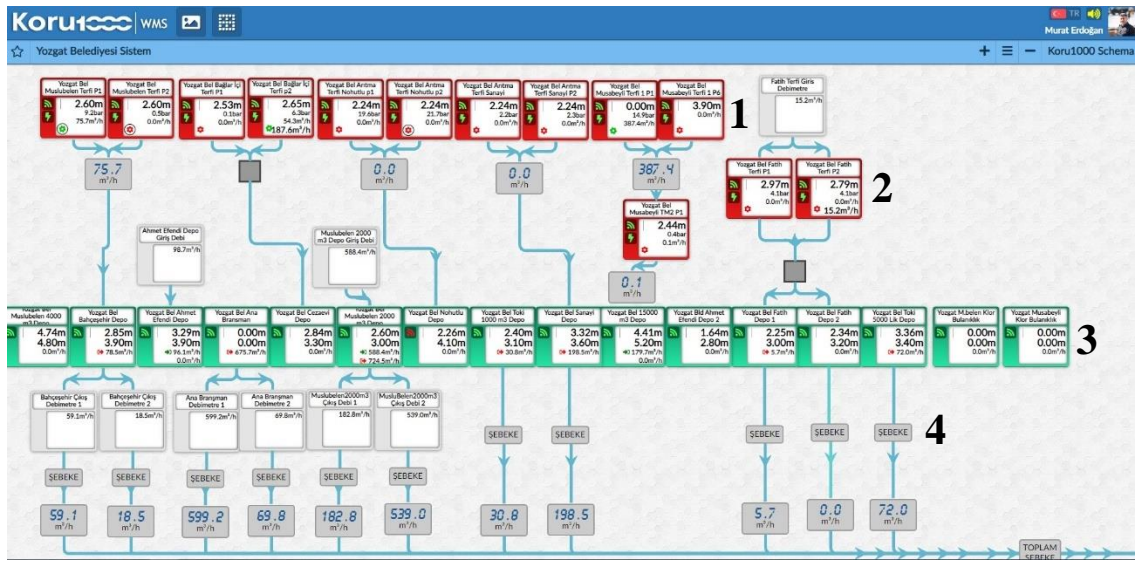 Koru1000 WMS
TR
Murat Erdoğan
Yozgat Belediyesi Sistem
Koru1000 Schema
Yozgat Bel
Muslubelen Terfi P1
2.60m
9.2bar
75.7m³/h
Yozgat Bel
Muslubelen Terfi P2
2.60m
0.5bar
0.0m³/h
Yozgat Bel Bağlar İçi
Terfi P1
2.53m
0.1bar
0.0m³/h
Yozgat Bel Bağlar İçi
Terfi p2
2.65m
6.3bar
54.3m³/h
187.6m³/h
Yozgat Bel Arıtma
Terfi Nohutlu p1
2.24m
19.6bar
0.0m³/h
Yozgat Bel Arıtma
Terfi Nohutlu p2
2.24m
21.7bar
0.0m³/h
Yozgat Bel Arıtma
Terfi Sanayi
2.24m
2.2bar
0.0m³/h
Yozgat Bel Arıtma
Terfi Sanayi P2
2.24m
2.3bar
0.0m³/h
Yozgat Bel
Musabeyli Terfi 1 P1
0.00m
14.9bar
387.4m³/h
Yozgat Bel
Musabeyli Terfi 1 P6
3.90m
0.0m³/h
1
Fatih Terfi Giris
Debimetre
15.2m³/h
75.7
m³/h
0.0
m³/h
0.0
m³/h
387.4
m³/h
Yozgat Bel Fatih
Terfi P1
2.97m
4.1bar
0.0m³/h
Yozgat Bel Fatih
Terfi P2
2.79m
4.1bar
0.0m³/h
15.2m³/h
2
Yozgat Bel
Musabeyli TM2 P1
2.44m
0.4bar
0.1m³/h
0.1
m³/h
Ahmet Efendi Depo
Giriş Debi
98.7m³/h
Muslubelen 2000
m3 Depo Giriş Debi
588.4m³/h
Yozgat Bel
Muslubelen 4000
m3 Depo
4.74m
4.80m
0.0m³/h
Yozgat Bel
Bahçeşehir Depo
2.85m
3.90m
78.5m³/h
Yozgat Bel Ahmet
Efendi Depo
3.29m
3.90m
96.1m³/h
0.0m³/h
Yozgat Bel Ana
Bransman
0.00m
0.00m
675.7m³/h
Yozgat Bel Cezaevi
Depo
2.84m
3.30m
0.0m³/h
Yozgat Bel
Muslubelen 2000
m3 Depo
2.60m
3.00m
588.4m³/h
724.5m³/h
Yozgat Bel Nohutlu
Depo
2.26m
4.10m
0.0m³/h
Yozgat Bel Toki
1000 m3 Depo
2.40m
3.10m
30.8m³/h
Yozgat Bel Sanayi
Depo
3.32m
3.60m
198.5m³/h
Yozgat Bel 15000
m3 Depo
4.41m
5.20m
179.7m³/h
0.0m³/h
Yozgat Bld Ahmet
Efendi Depo 2
1.64m
2.80m
0.0m³/h
Yozgat Bel Fatih
Depo 1
2.25m
3.00m
5.7m³/h
Yozgat Bel Fatih
Depo 2
2.34m
3.20m
0.0m³/h
Yozgat Bel Toki
5000 Lik Depo
3.36m
3.40m
72.0m³/h
Yozgat M.belen Klor
Bulanıklık
0.00m
0.00m
0.0m³/h
Yozgat Musabeyli
Klor Bulanıklık
0.00m
0.00m
0.0m³/h
3
Bahçeşehir Çıkış
Debimetre 1
59.1m³/h
Bahçeşehir Çıkış
Debimetre 2
18.5m³/h
Ana Branşman
Debimetre 1
599.2m³/h
Ana Branşman
Debimetre 2
69.8m³/h
Muslubelen2000m3
Çıkış Debi 1
182.8m³/h
MusluBelen2000m3
Çıkış Debi 2
539.0m³/h
ŞEBEKE
ŞEBEKE
ŞEBEKE
ŞEBEKE
ŞEBEKE
4
ŞEBEKE
ŞEBEKE
ŞEBEKE
ŞEBEKE
ŞEBEKE
ŞEBEKE
59.1
m³/h
18.5
m³/h
599.2
m³/h
69.8
m³/h
182.8
m³/h
539.0
m³/h
30.8
m³/h
198.5
m³/h
5.7
m³/h
0.0
m³/h
72.0
m³/h
TOPLAM
ŞEBEKE